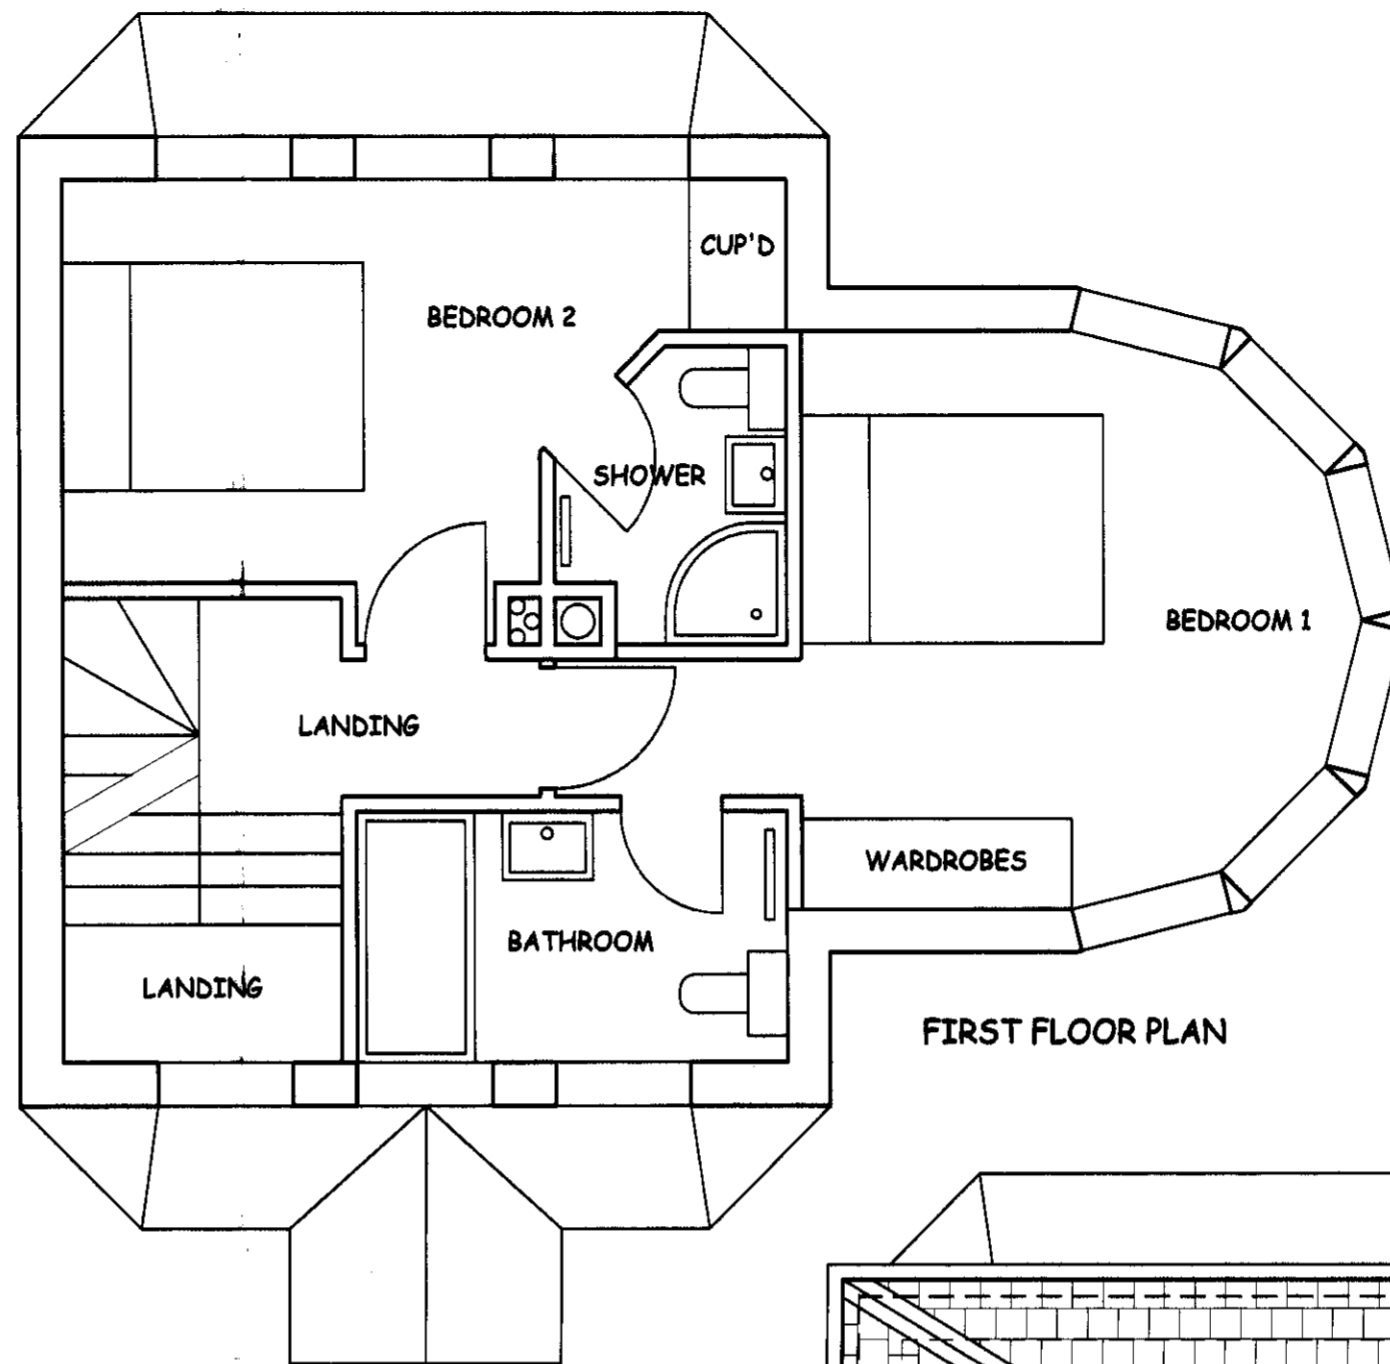 CUP'D
BEDROOM 2
SHOWER
BEDROOM 1
LANDING
WARDROBES
BATHROOM
LANDING
FIRST FLOOR PLAN